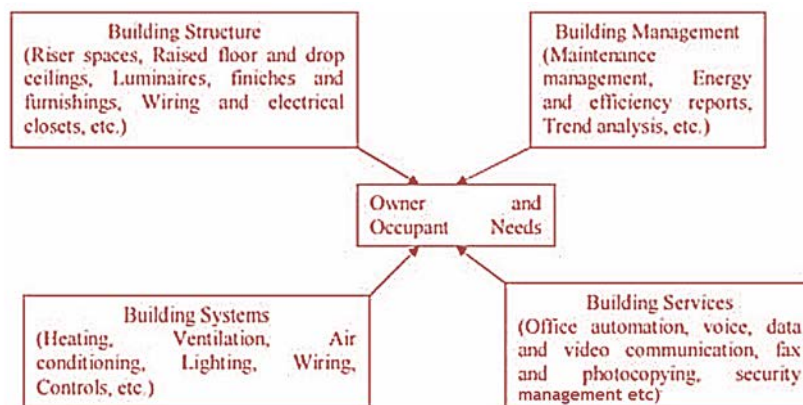 Building Structure
(Riser spaces, Raised floor and drop
ceilings, Luminaires, finiches and
furnishings, Wiring and electrical
closets, etc.)
Building Management
(Maintenance
management, Energy
and efficiency reports,
Trend analysis, etc.)
Owner and
Occupant Needs
Building Systems
(Heating, Ventilation, Air
conditioning, Lighting, Wiring,
Controls, etc.)
Building Services
(Office automation, voice, data
and video communication, fax
and photocopying, security
management etc)